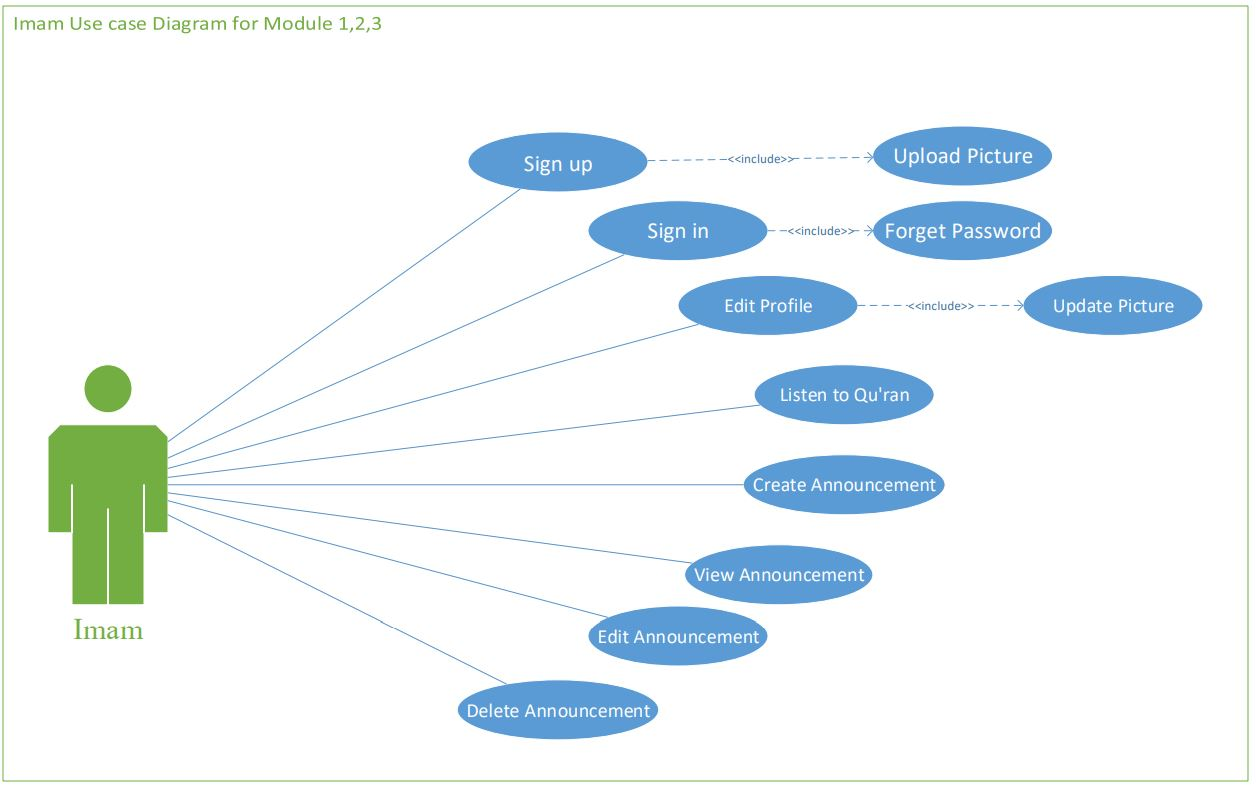 Imam Use case Diagram for Module 1,2,3
Sign up
<<include>>
Upload Picture
Sign in
<<include>>
Forget Password
Edit Profile
<<include>>
Update Picture
Listen to Qu'ran
Create Announcement
View Announcement
Edit Announcement
Imam
Delete Announcement